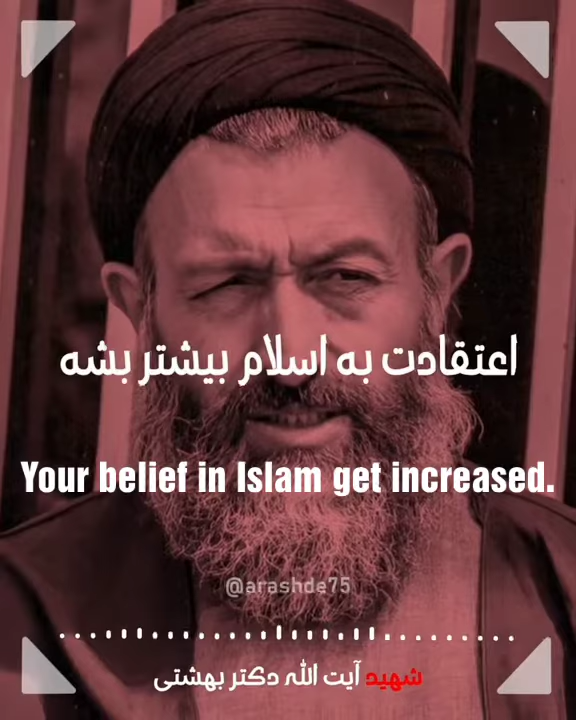 اعتقادت به اسلام بیشتر بشه
Your belief in Islam get increased.
@arashde75
شهید آیت الله دکتر بهشتی